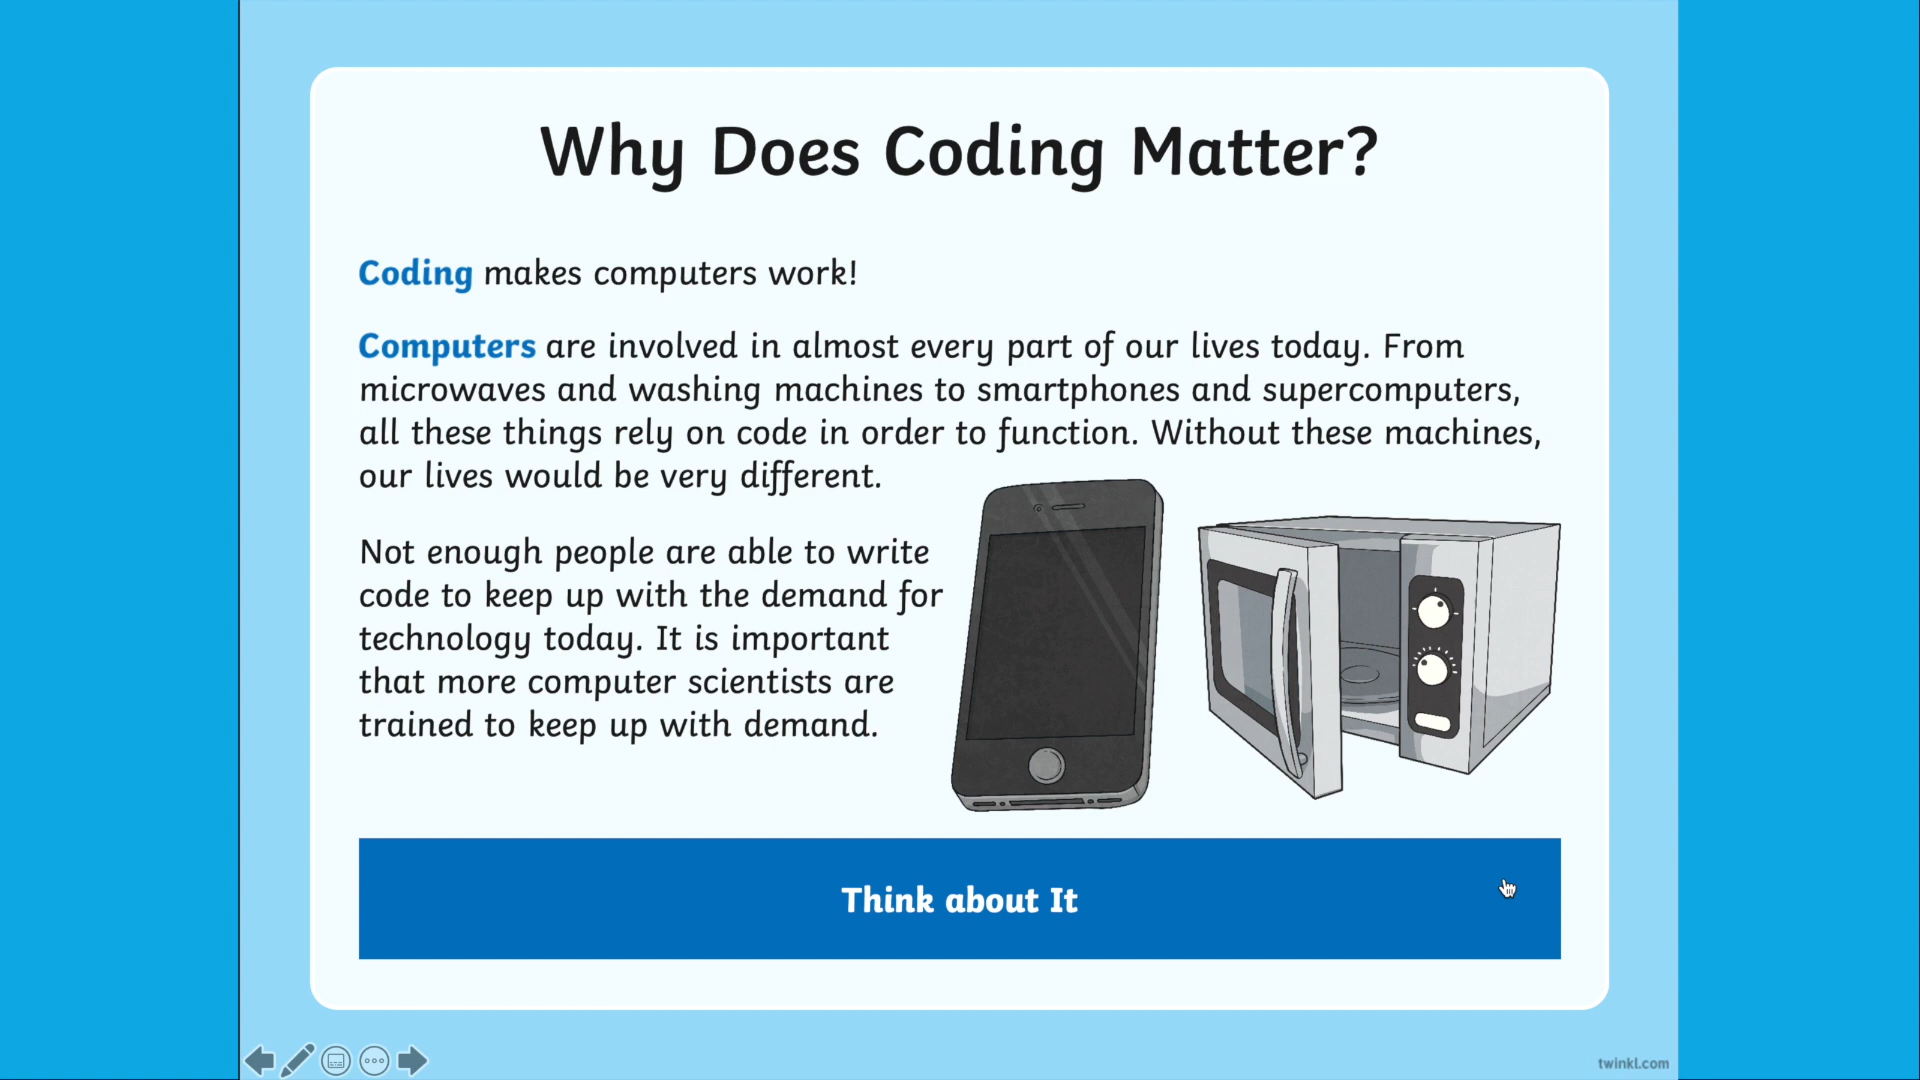 Why Does Coding Matter?
Coding makes computers work!
Computers are involved in almost every part of our lives today. From
microwaves and washing machines to smartphones and supercomputers,
all these things rely on code in order to function. Without these machines,
our lives would be very different.
Not enough people are able to write
code to keep up with the demand for
technology today. It is important
that more computer scientists are
trained to keep up with demand.
Think about It
twinkl.com